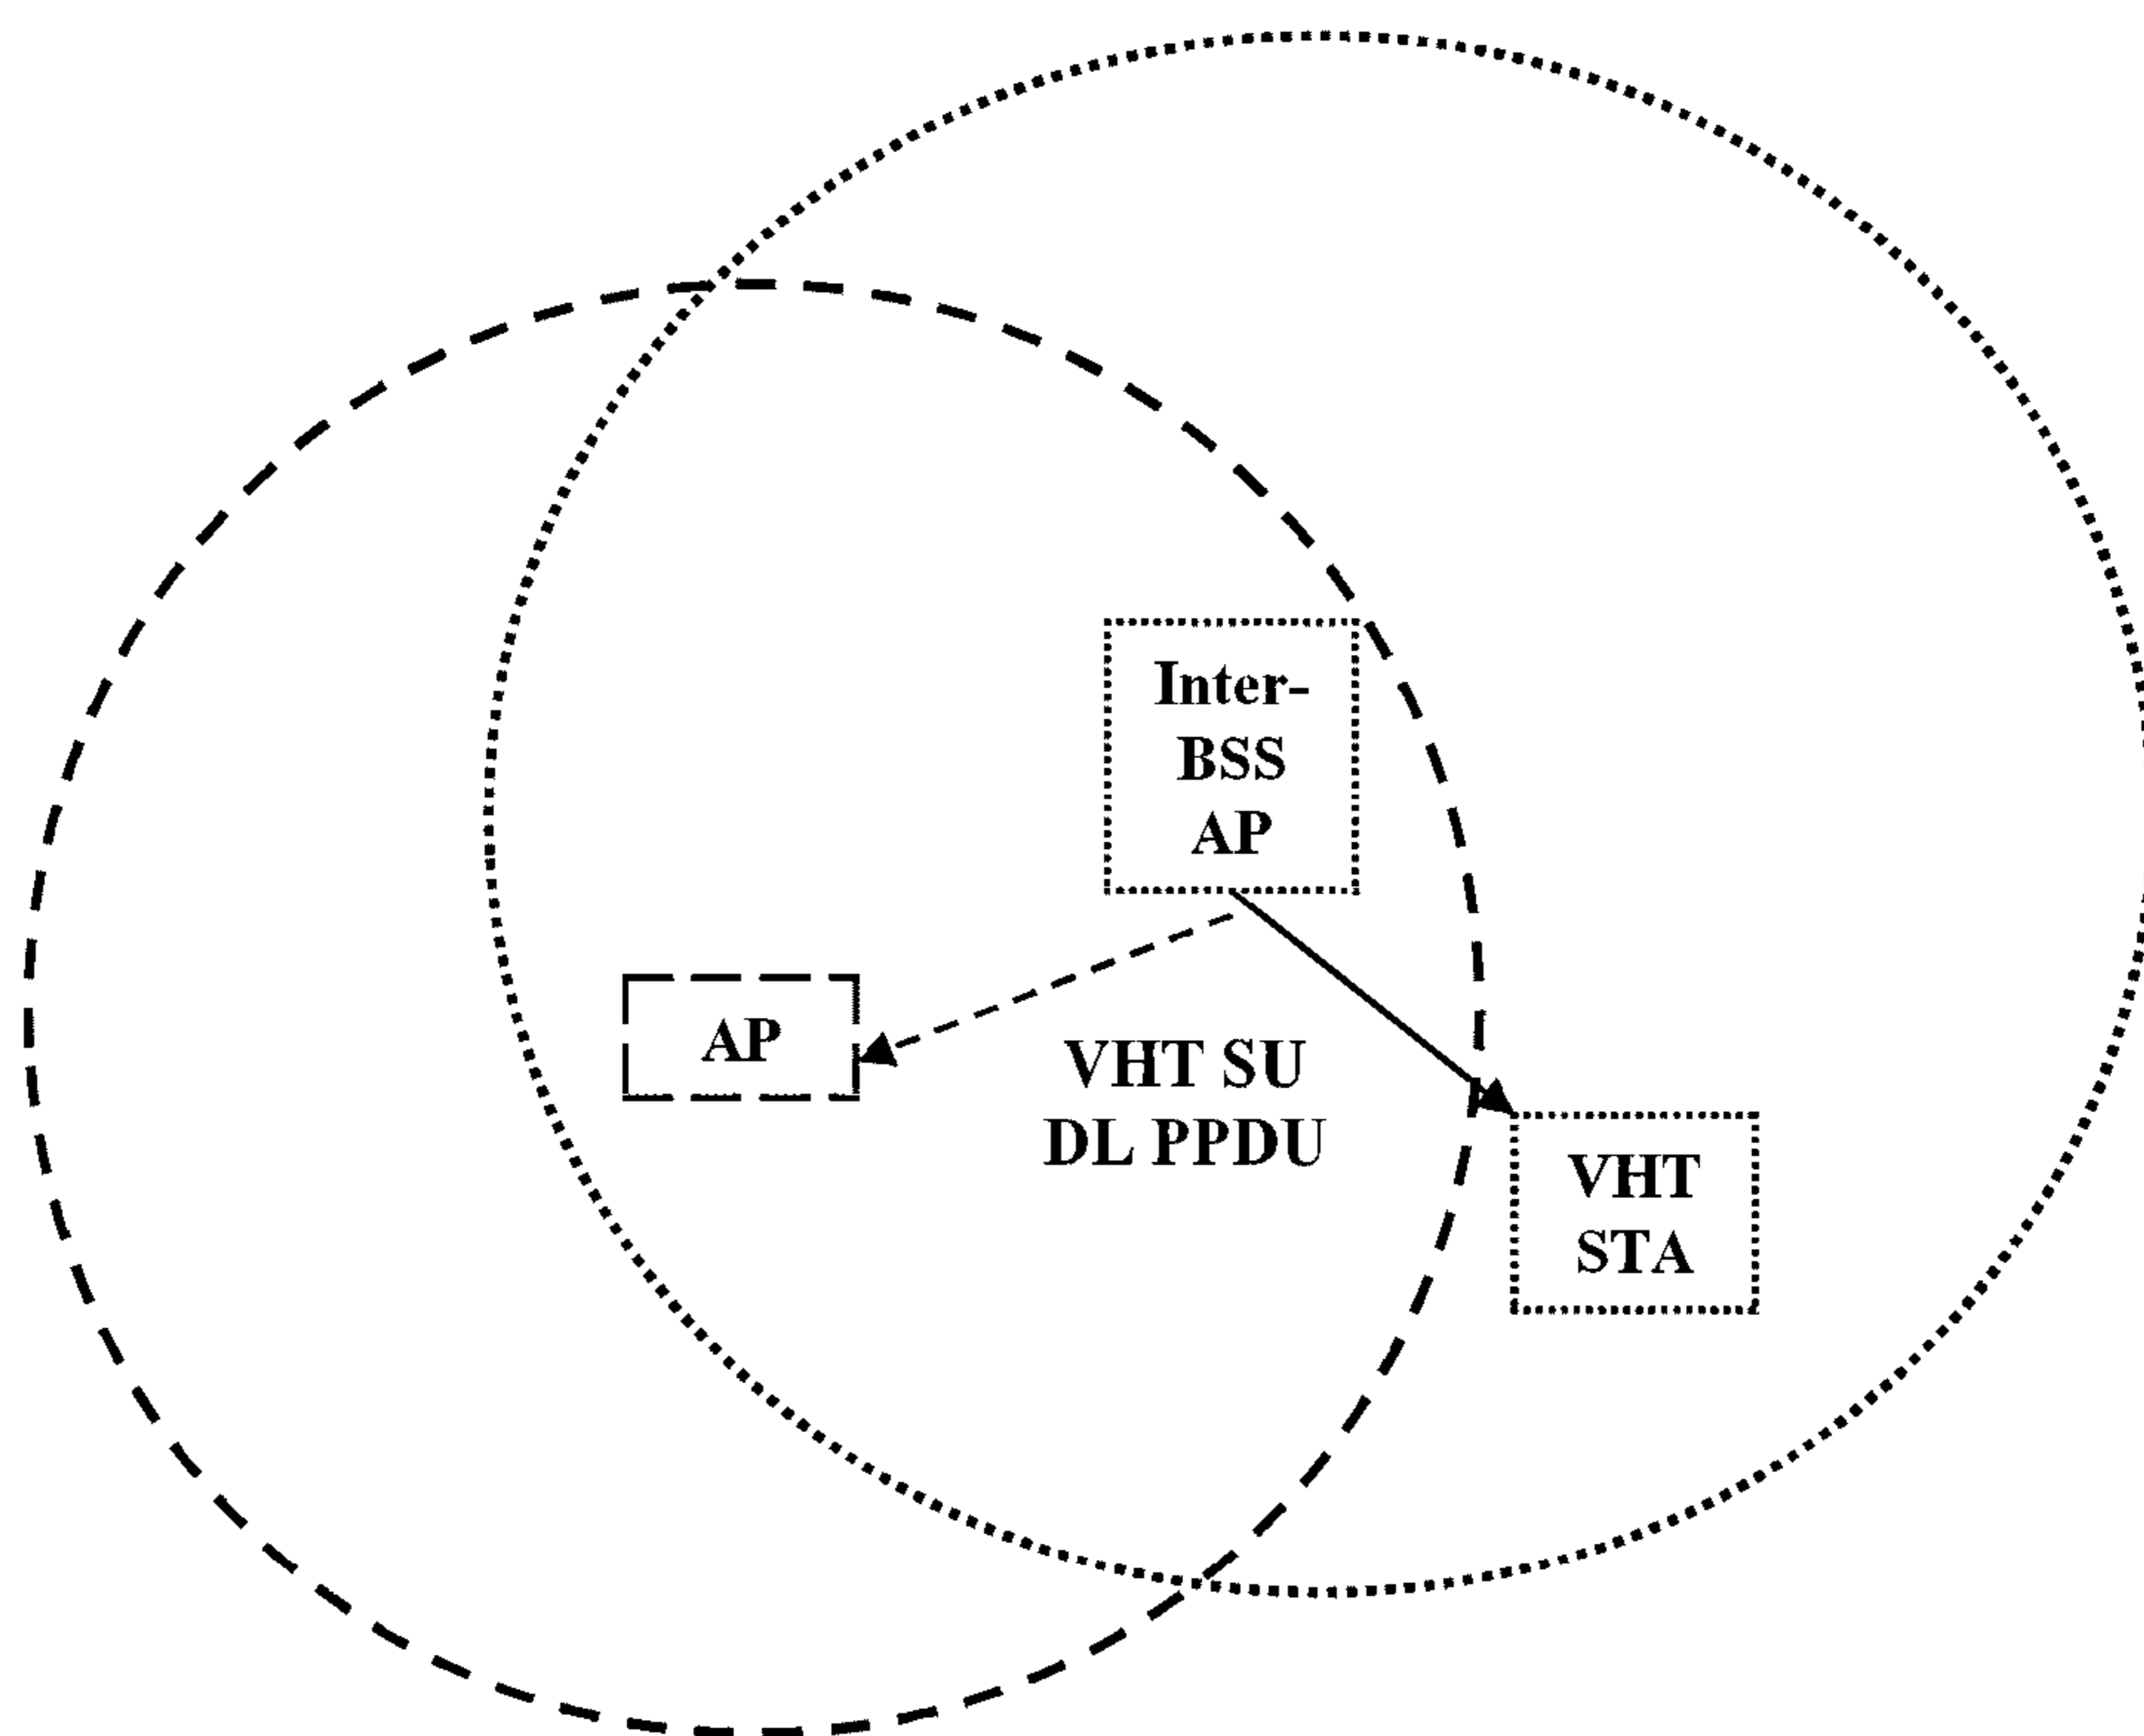 Inter-
BSS
AP
AP
VHT SU
DL PPDU
VHT
STA